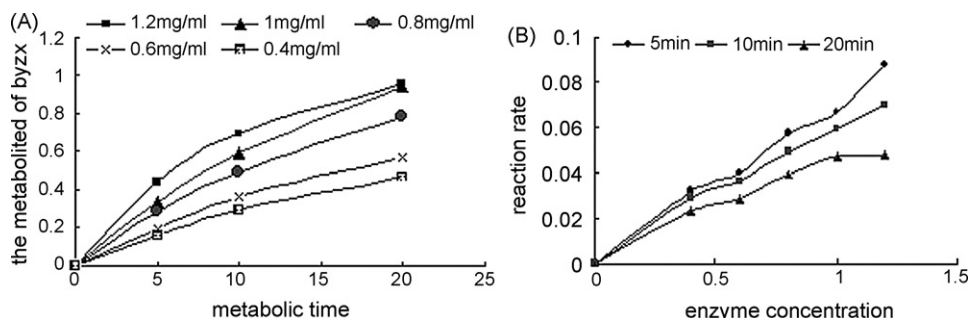 (A)
1.2mg/ml 1mg/ml 0.8mg/ml
0.6mg/ml 0.4mg/ml
the metabolited of byzx
1.2
1
0.8
0.6
0.4
0.2
0
0 5 10 15 20 25
metabolic time
(B)
5min 10min 20min
reaction rate
0.1
0.08
0.06
0.04
0.02
0
0 0.5 1 1.5
enzyme concentration